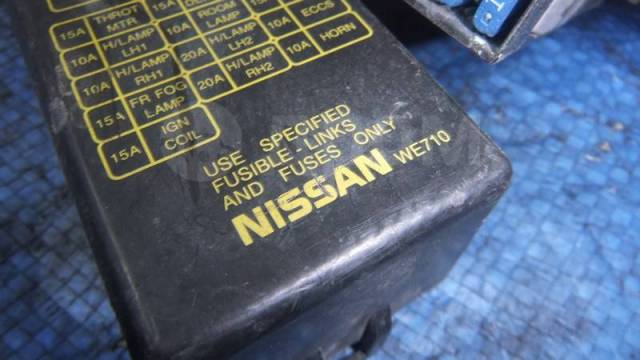 15A THROT MTR 15A
10A ROOM LAMP ECCS
10A H/LAMP LH1 20A H/LAMP LH2 10A HORN
10A H/LAMP RH1 20A H/LAMP RH2
15A FR FOG LAMP
15A IGN COIL
USE SPECIFIED
FUSIBLE-LINKS
AND FUSES ONLY
NISSAN WE710